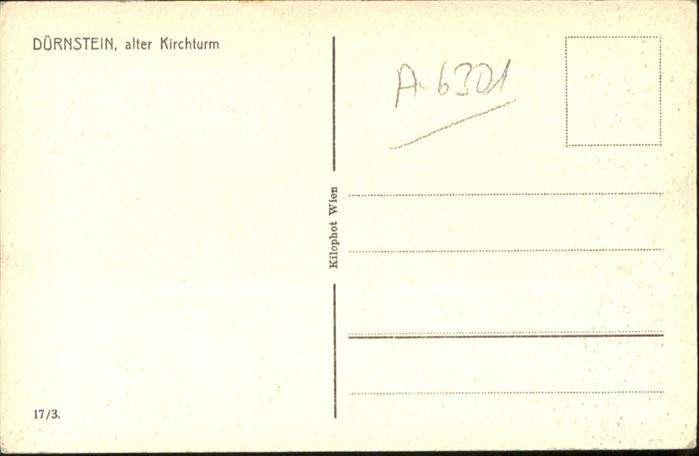 DÜRNSTEIN, alter Kirchturm
A-6301
Kilophot Wien
17/3.